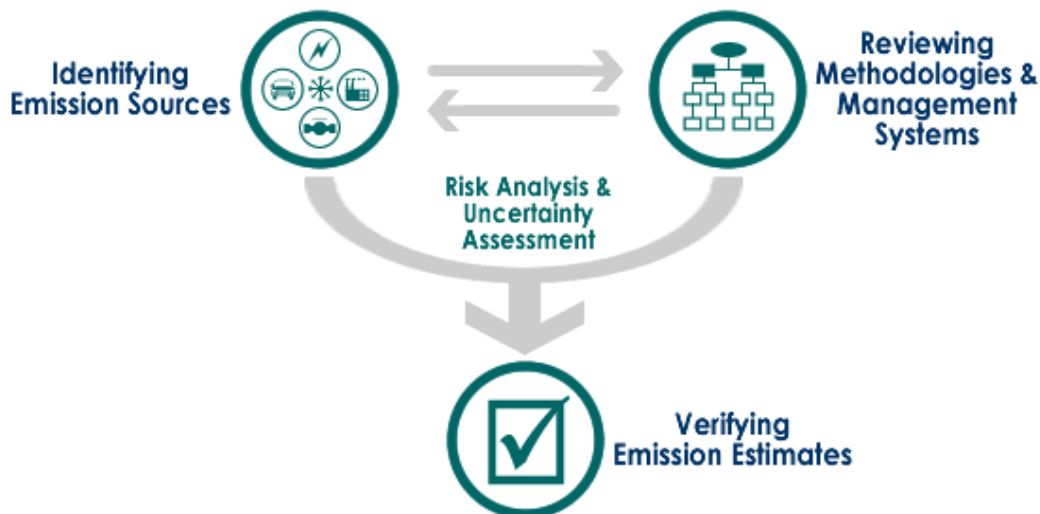 Identifying
Emission Sources
Reviewing
Methodologies &
Management
Systems
Risk Analysis &
Uncertainty
Assessment
Verifying
Emission Estimates